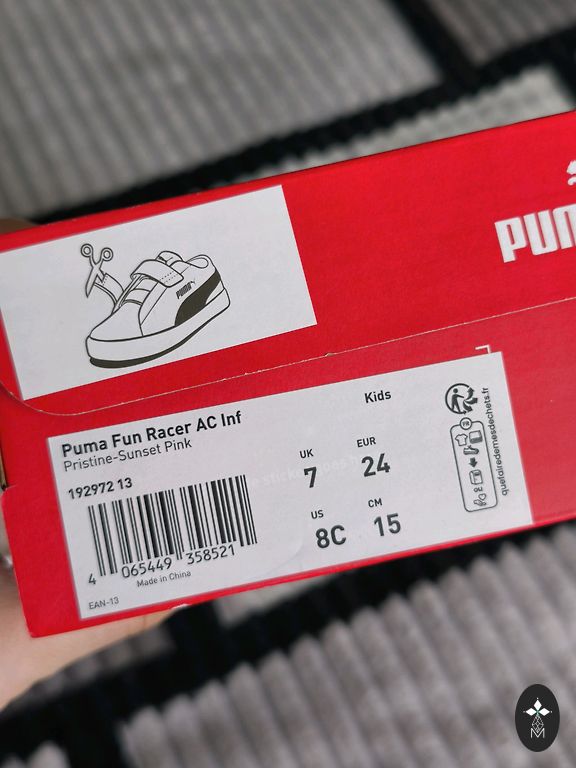 PUMA
Puma Fun Racer AC Inf
Pristine-Sunset Pink
192972 13
4 065449 358521
Made in China
EAN-13
Kids
UK
7
EUR
24
US
8C
CM
15
FR
quefairedemesdechets.fr